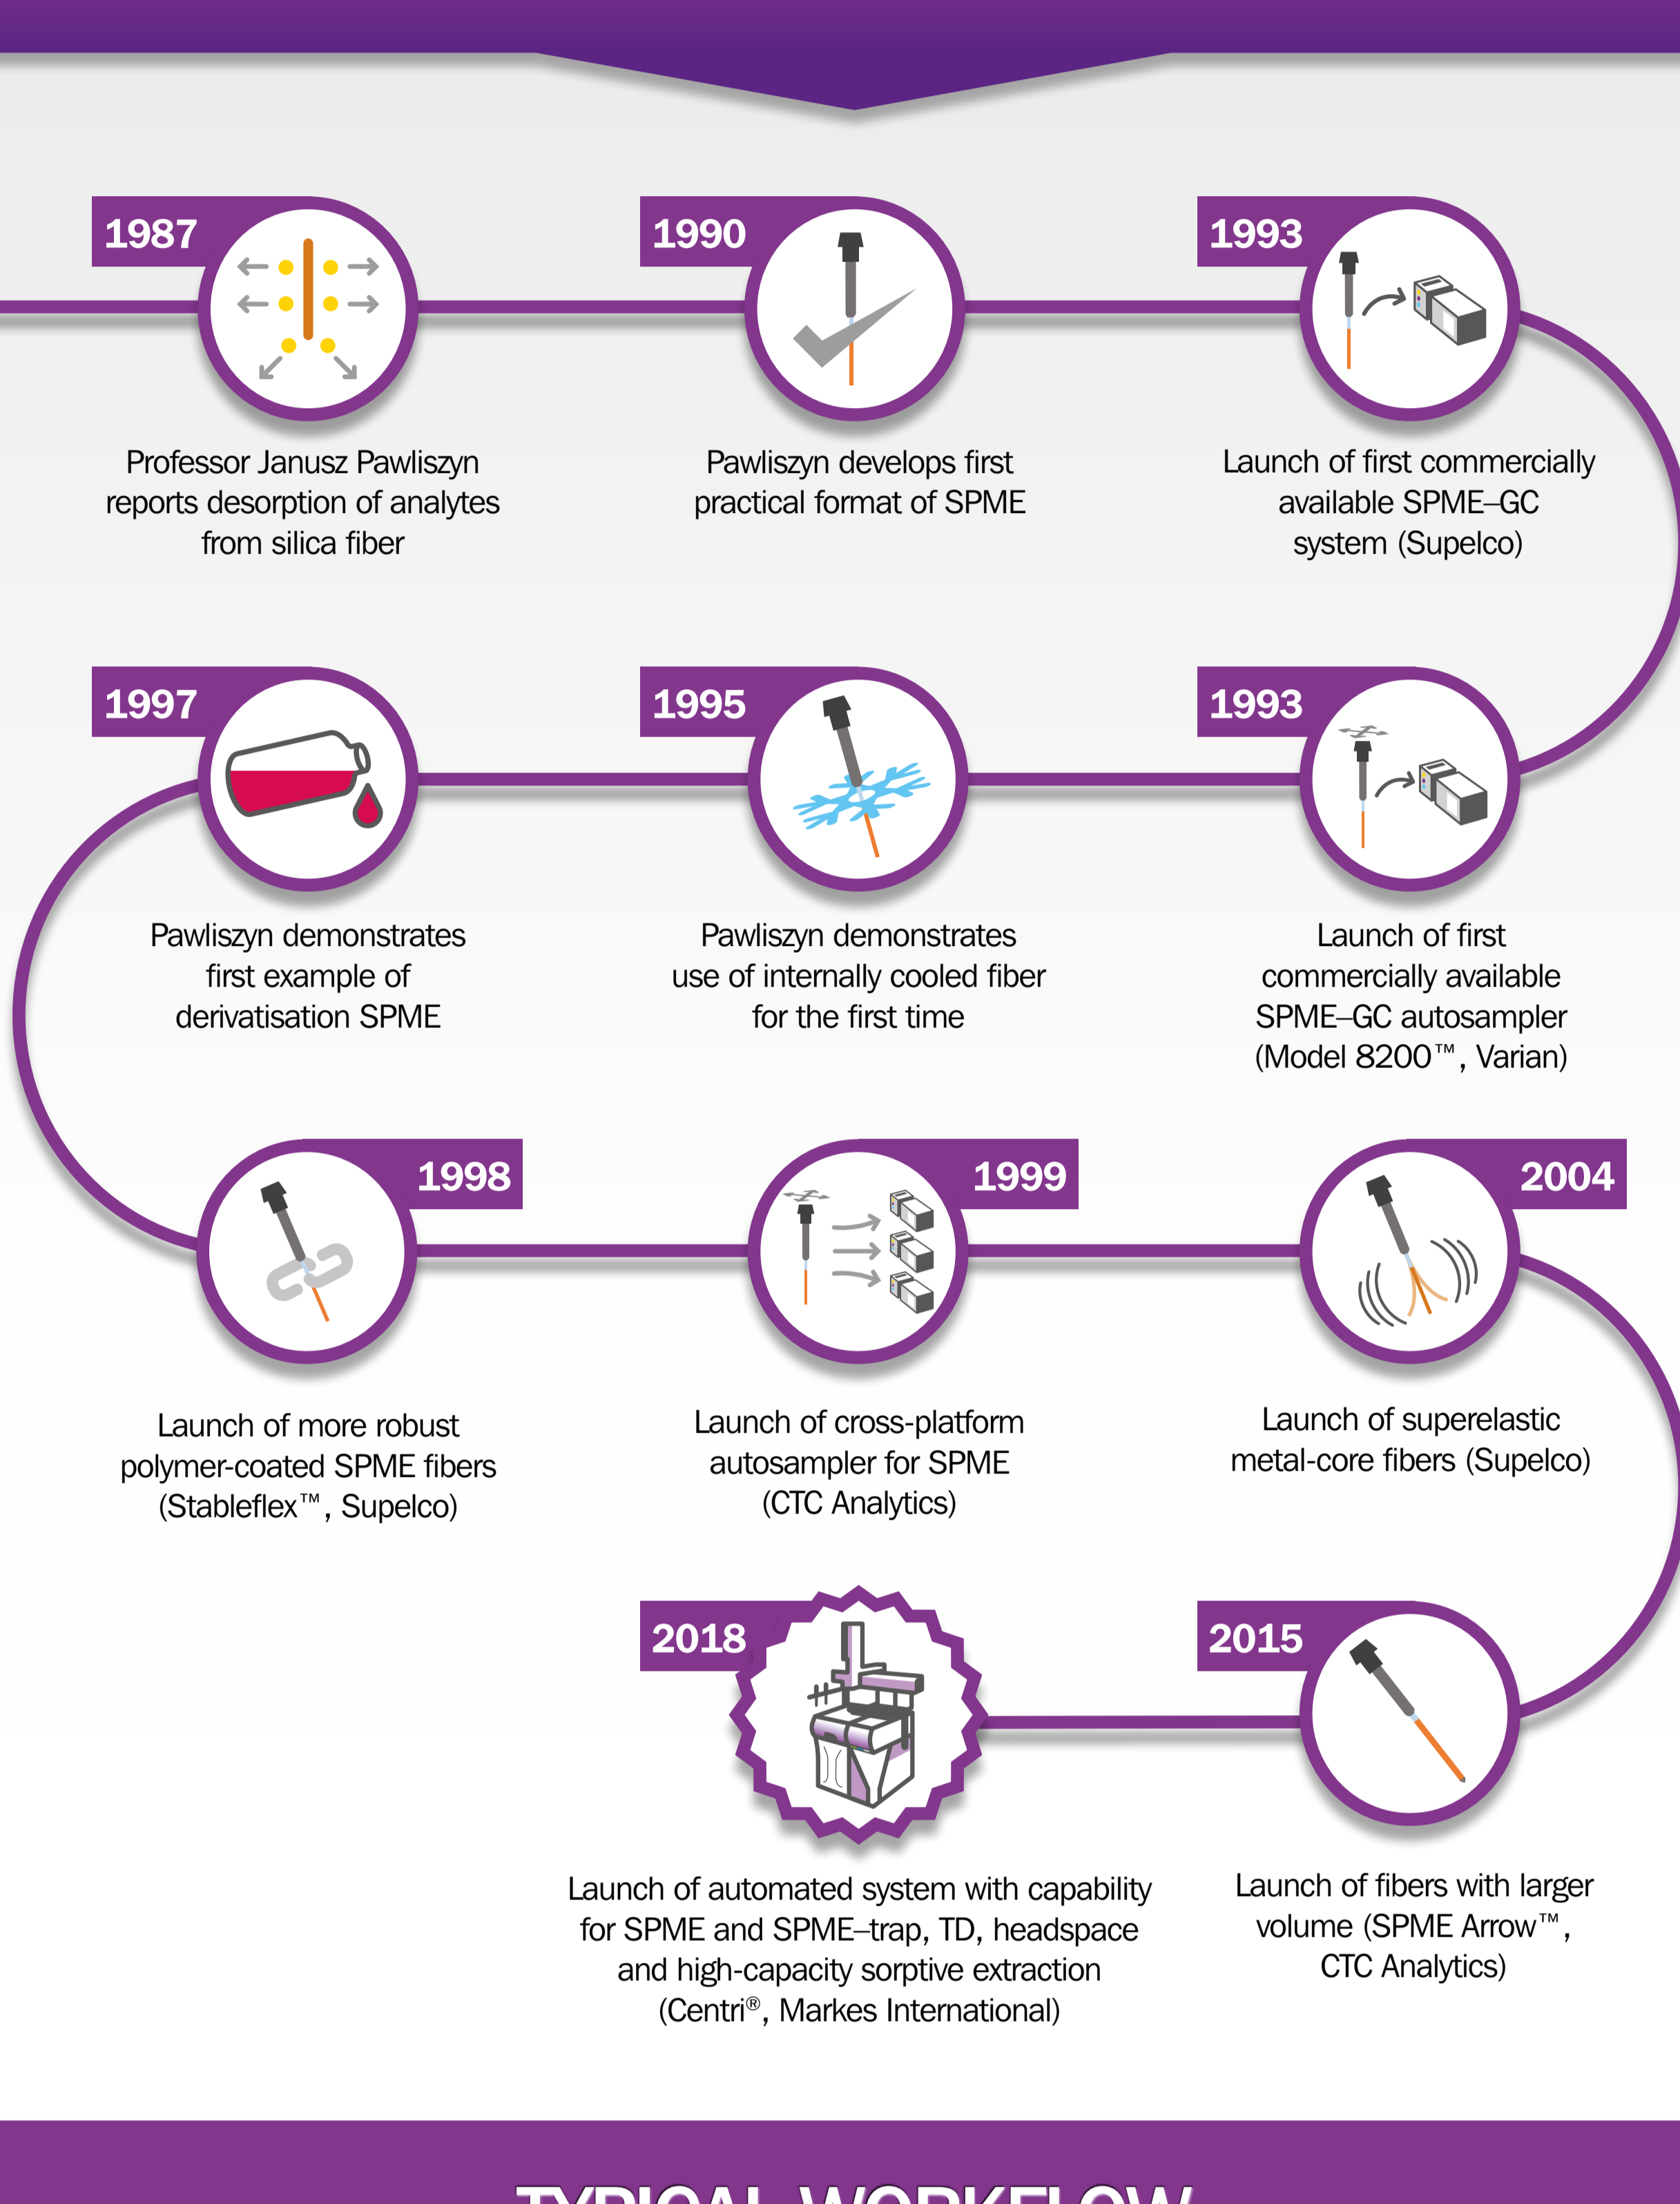 1987
Professor Janusz Pawliszyn
reports desorption of analytes
from silica fiber
1990
Pawliszyn develops first
practical format of SPME
1993
Launch of first commercially
available SPME–GC
system (Supelco)
1993
Launch of first
commercially available
SPME–GC autosampler
(Model 8200™, Varian)
1995
Pawliszyn demonstrates
use of internally cooled fiber
for the first time
1997
Pawliszyn demonstrates
first example of
derivatisation SPME
1998
Launch of more robust
polymer-coated SPME fibers
(Stableflex™, Supelco)
1999
Launch of cross-platform
autosampler for SPME
(CTC Analytics)
2004
Launch of superelastic
metal-core fibers (Supelco)
2015
Launch of fibers with larger
volume (SPME Arrow™,
CTC Analytics)
2018
Launch of automated system with capability
for SPME and SPME–trap, TD, headspace
and high-capacity sorptive extraction
(Centri®, Markes International)
TYPICAL WORKFLOW